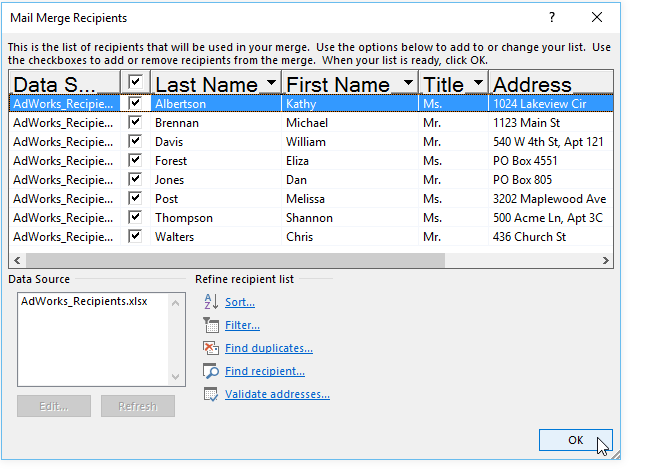 Mail Merge Recipients ?
This is the list of recipients that will be used in your merge. Use the options below to add to or change your list. Use
the checkboxes to add or remove recipients from the merge. When your list is ready, click OK.
Data S... Last Name First Name Title Address
AdWorks_Recipie... Albertson Kathy Ms. 1024 Lakeview Cir
AdWorks_Recipie... Brennan Michael Mr. 1123 Main St
AdWorks_Recipie... Davis William Mr. 540 W 4th St, Apt 121
AdWorks_Recipie... Forest Eliza Ms. PO Box 4551
AdWorks_Recipie... Jones Dan Mr. PO Box 805
AdWorks_Recipie... Post Melissa Ms. 3202 Maplewood Ave
AdWorks_Recipie... Thompson Shannon Ms. 500 Acme Ln, Apt 3C
AdWorks_Recipie... Walters Chris Mr. 436 Church St
Data Source Refine recipient list
AdWorks_Recipients.xlsx
Sort...
Filter...
Find duplicates...
Find recipient...
Validate addresses...
Edit... Refresh
OK